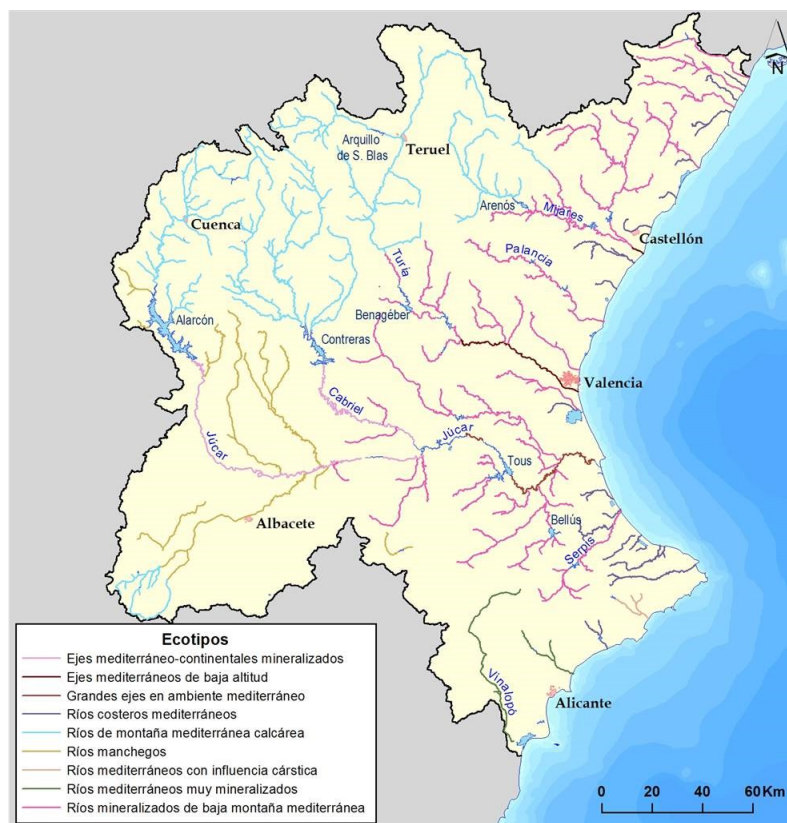 N
Arquillo
de S. Blas
Teruel
Cuenca
Arenós
Mijares
Castellón
Palancia
Turia
Benagéber
Alarcón
Contreras
Valencia
Cabriel
Júcar
Júcar
Tous
Albacete
Bellús
Serpis
Vinalopó
Alicante
Ecotipos
Ejes mediterráneo-continentales mineralizados
Ejes mediterráneos de baja altitud
Grandes ejes en ambiente mediterráneo
Ríos costeros mediterráneos
Ríos de montaña mediterránea calcárea
Ríos manchegos
Ríos mediterráneos con influencia cárstica
Ríos mediterráneos muy mineralizados
Ríos mineralizados de baja montaña mediterránea
0 20 40 60 Km